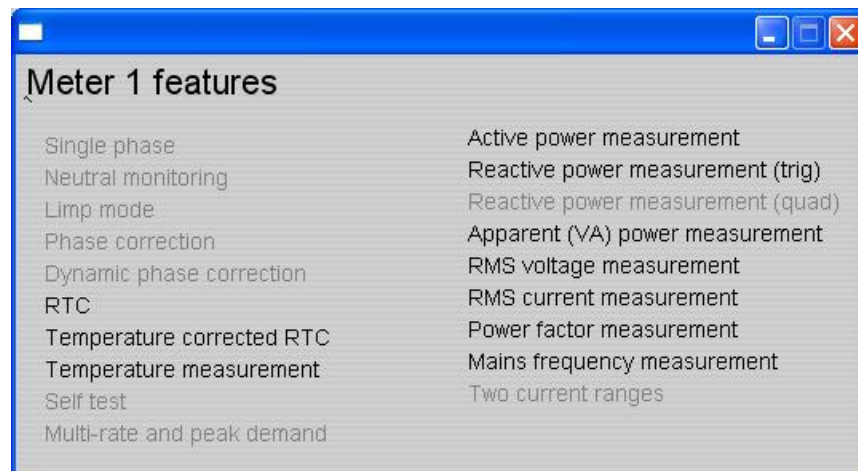 Meter 1 features
Single phase
Neutral monitoring
Limp mode
Phase correction
Dynamic phase correction
RTC
Temperature corrected RTC
Temperature measurement
Self test
Multi-rate and peak demand
Active power measurement
Reactive power measurement (trig)
Reactive power measurement (quad)
Apparent (VA) power measurement
RMS voltage measurement
RMS current measurement
Power factor measurement
Mains frequency measurement
Two current ranges